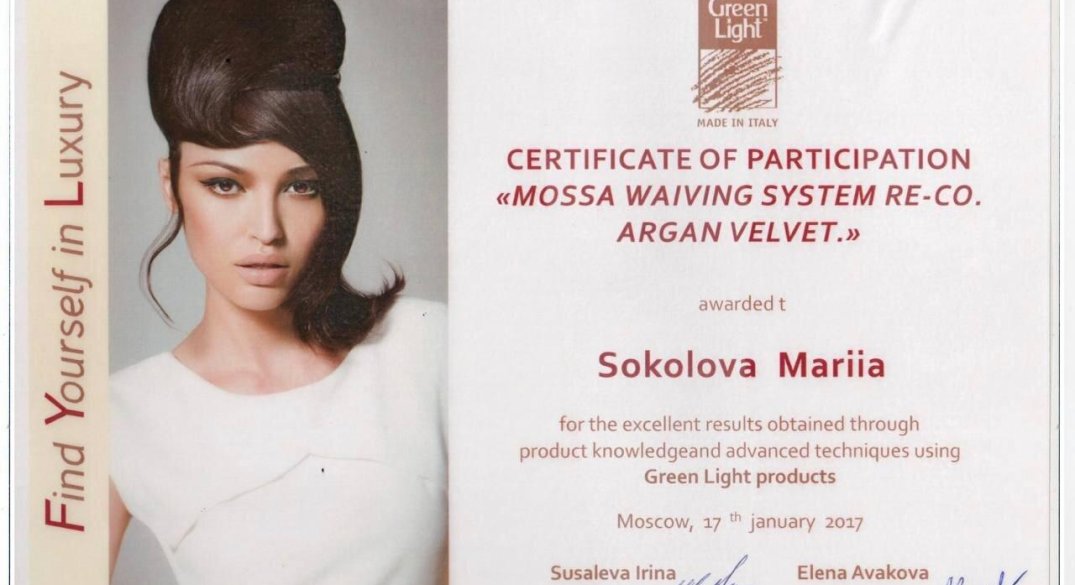 Find Yourself in Luxury
Green
Light™
MADE IN ITALY
CERTIFICATE OF PARTICIPATION
«MOSSA WAIVING SYSTEM RE-CO.
ARGAN VELVET.»
awarded t
Sokolova Mariia
for the excellent results obtained through
product knowledgeand advanced techniques using
Green Light products
Moscow, 17 th january 2017
Susaleva Irina
Elena Avakova